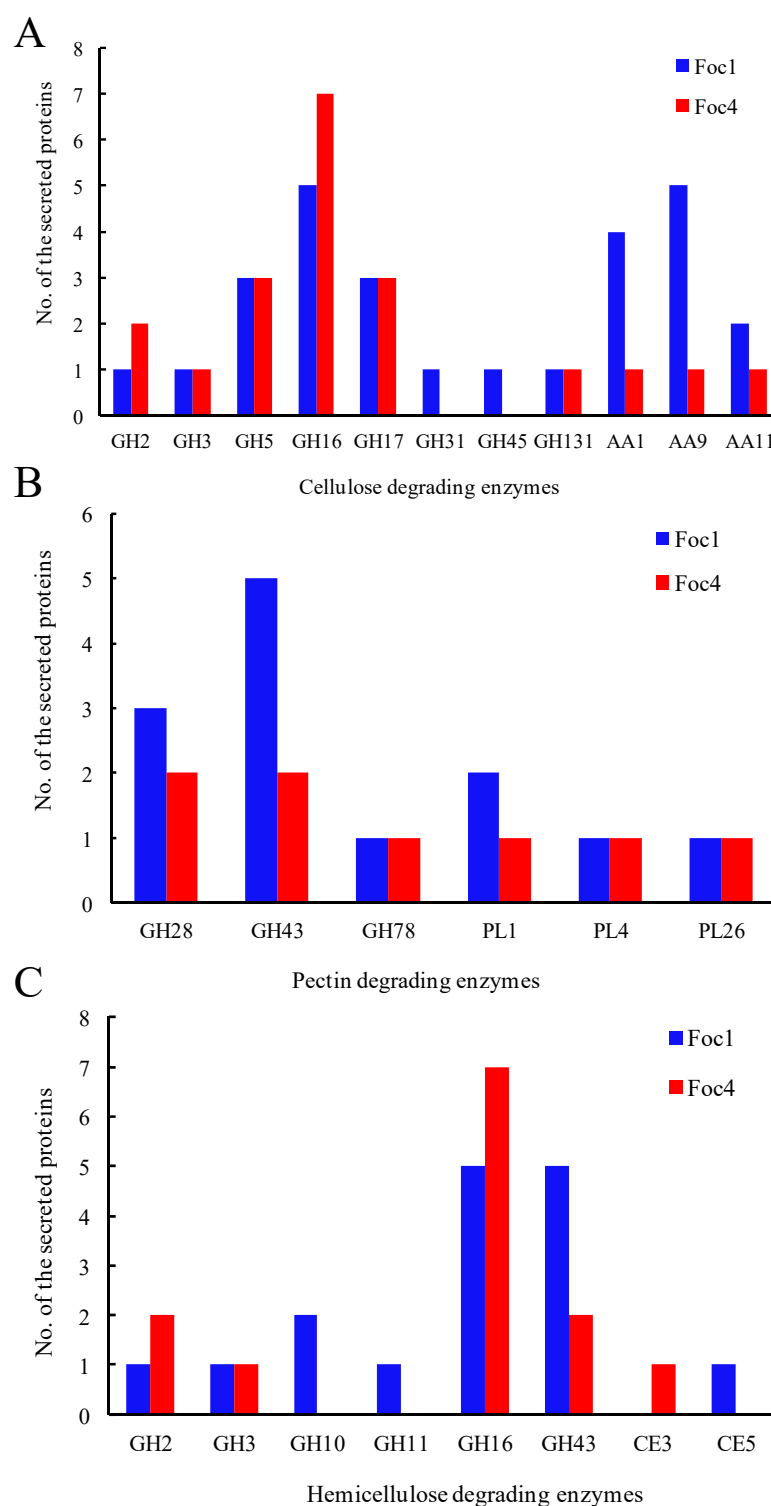 A
8
7
6
5
4
3
2
1
0
No. of the secreted proteins
Foc1
Foc4
GH2 GH3 GH5 GH16 GH17 GH31 GH45 GH131 AA1 AA9 AA11
Cellulose degrading enzymes
B
6
5
4
3
2
1
0
No. of the secreted proteins
Foc1
Foc4
GH28 GH43 GH78 PL1 PL4 PL26
Pectin degrading enzymes
C
8
7
6
5
4
3
2
1
0
No. of the secreted proteins
Foc1
Foc4
GH2 GH3 GH10 GH11 GH16 GH43 CE3 CE5
Hemicellulose degrading enzymes